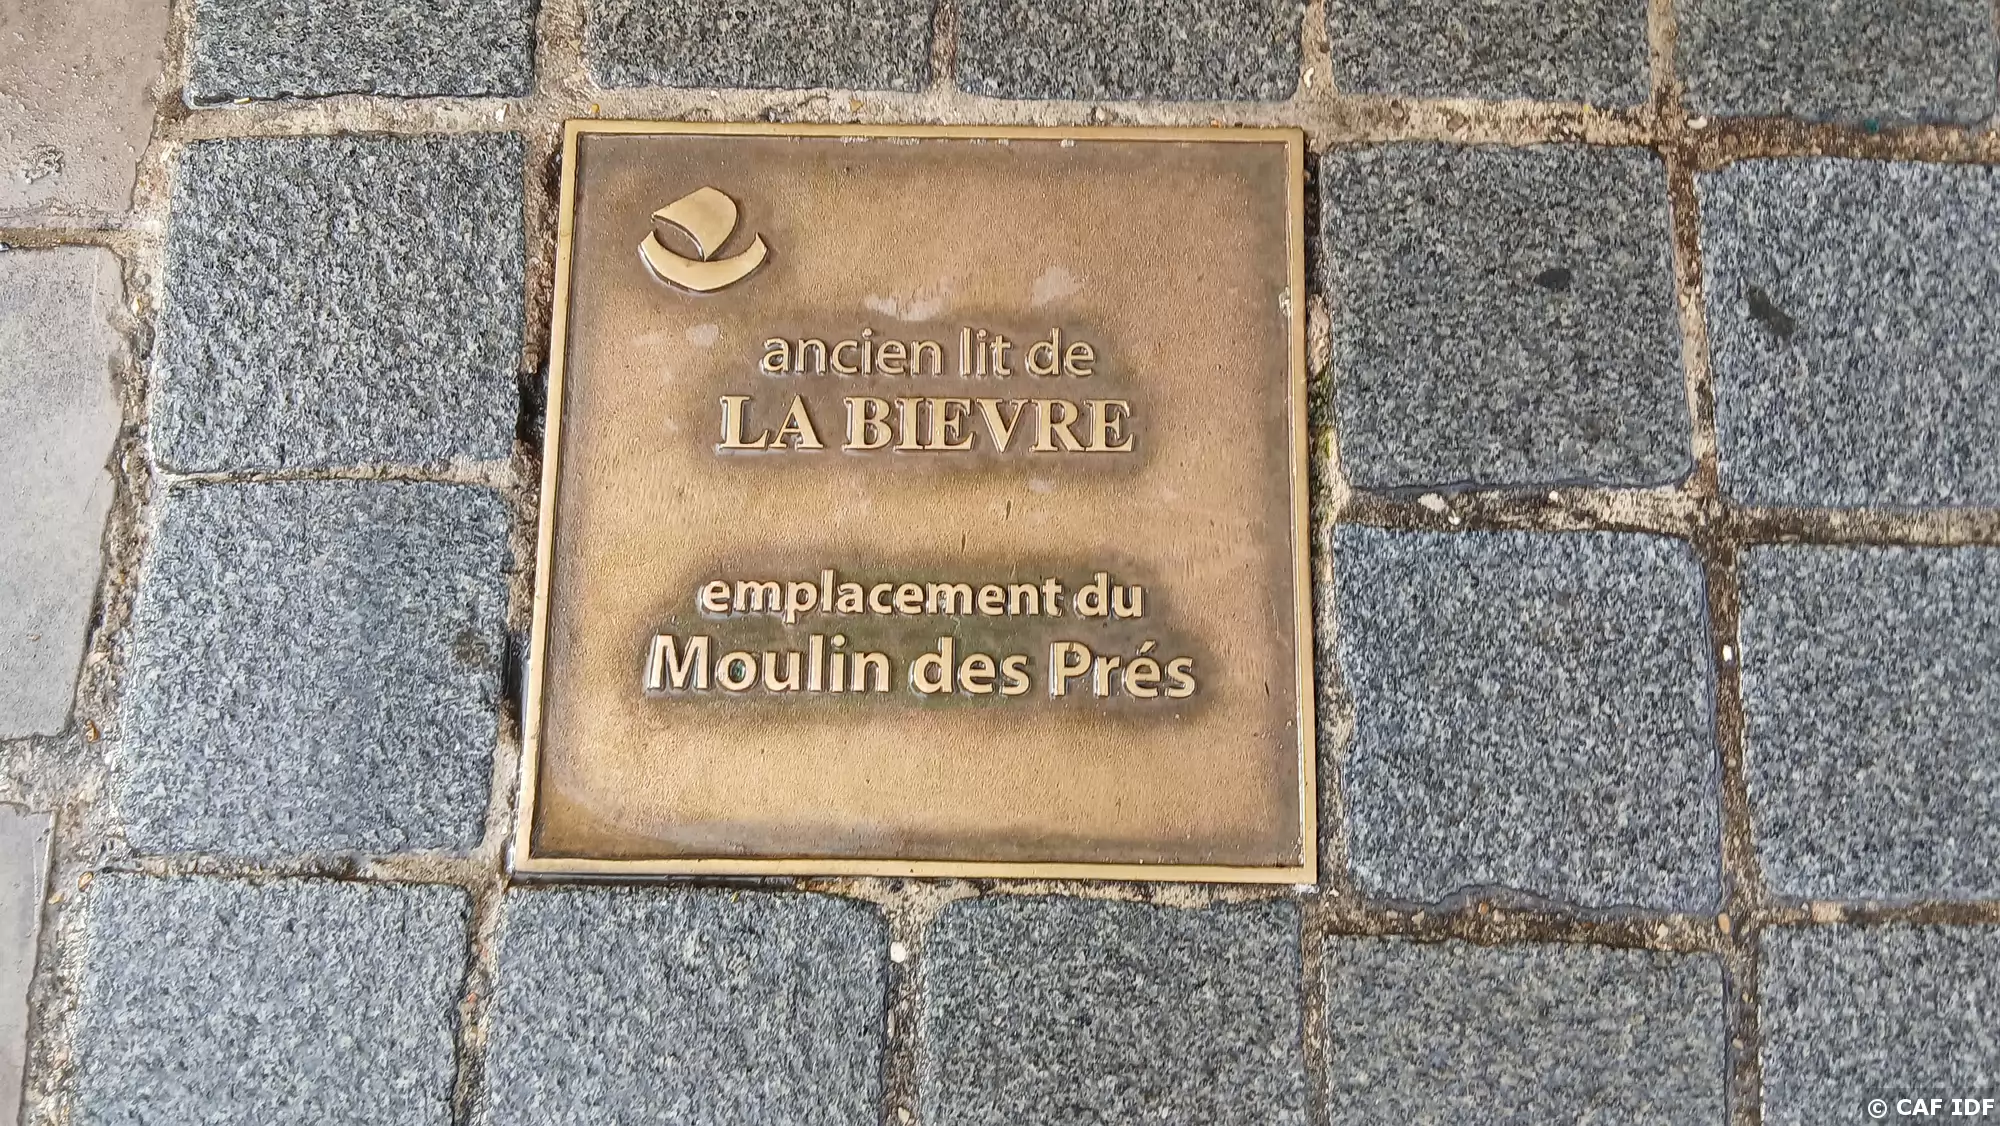 ancien lit de
LA BIEVRE
emplacement du
Moulin des Prés
© CAF IDF